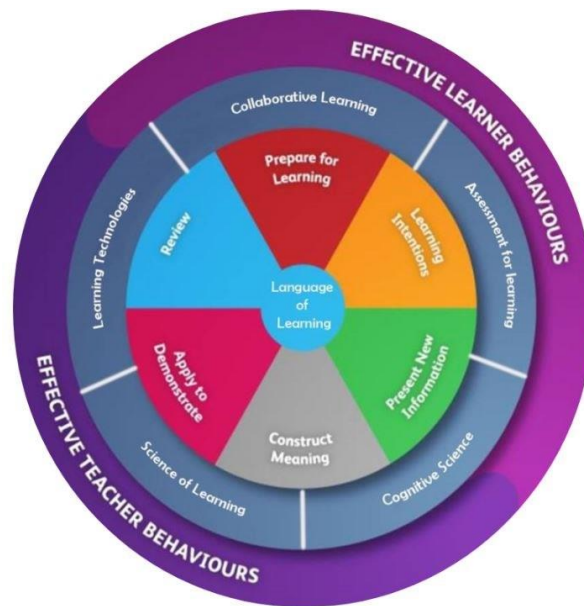 EFFECTIVE LEARNER BEHAVIOURS
Collaborative Learning
Assessment for learning
Cognitive Science
Science of Learning
Learning Technologies
Prepare for
Learning
Learning
Intentions
Present New
Information
Construct
Meaning
Apply to
Demonstrate
Review
Language
of
Learning
EFFECTIVE TEACHER BEHAVIOURS